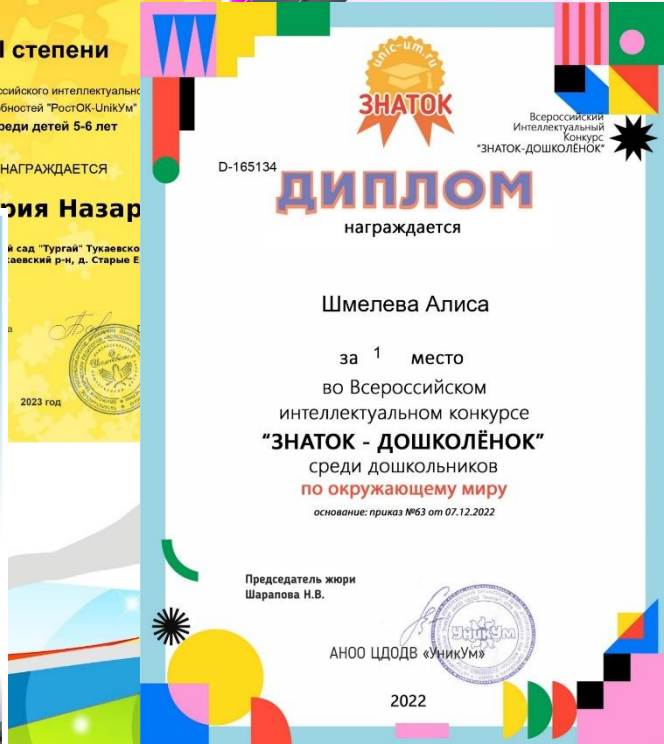 I степени
ссийского интеллектуально
обностей "РостОК-UnikУм"
реди детей 5-6 лет
НАГРАЖДАЕТСЯ
рия Назар
й сад "Тургай" Тукаевско
каевский р-н, д. Старые Е
2023 год
unic-um.ru
ЗНАТОК
Всероссийский
Интеллектуальный
Конкурс
"ЗНАТОК-ДОШКОЛЁНОК"
D-165134
ДИПЛОМ
награждается
Шмелева Алиса
за 1 место
во Всероссийском
интеллектуальном конкурсе
"ЗНАТОК - ДОШКОЛЁНОК"
среди дошкольников
по окружающему миру
основание: приказ №63 от 07.12.2022
Председатель жюри
Шарапова Н.В.
УникУм
АНОО ЦДОДВ «УникУм»
2022